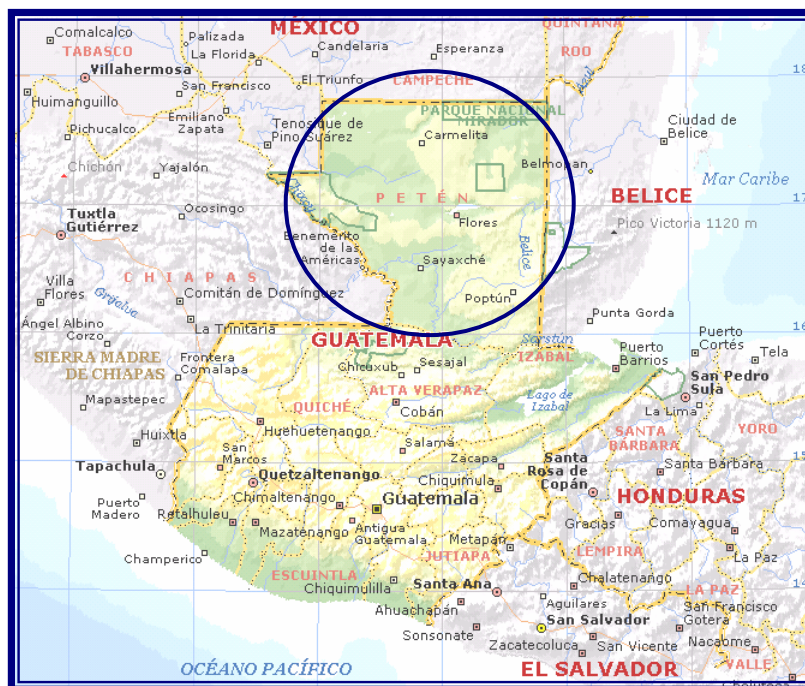 QUINTANA
Comalcalco
Palizada
MÉXICO
TABASCO
La Florida
Candelaria
Esperanza
ROO
Villahermosa
San Francisco
El Triunfo
CAMPECHE
Azul
18
Huimanguillo
Emiliano
Zapata
PARQUE NACIONAL
MIRADOR
Pichucalco
Tenosique de
Pino Suárez
Carmelita
Ciudad de
Belice
Chichón
Yajalón
Belmopan
Mar Caribe
Chixoy
PETÉN
BELICE
17
Tuxtla
Gutiérrez
Ocosingo
Flores
Pico Victoria 1120 m
Benemérito
de las
Américas
Belice
Sayaxché
CHIAPAS
Villa
Flores
Grijalva
Comitán de Domínguez
Poptún
Ángel Albino
Corzo
La Trinitaria
Punta Gorda
GUATEMALA
Sarstún
16
SIERRA MADRE
DE CHIAPAS
Frontera
Comalapa
Chicuxub
Sesajal
IZABAL
Puerto
Barrios
Puerto
Cortés
Tela
ALTA VERAPAZ
San Pedro
Sula
Mapastepec
QUICHÉ
Cobán
Lago de
Izabal
La Lima
Huixtla
Huehuetenango
SANTA
BÁRBARA
YORO
Salamá
San
Marcos
Zacapa
Santa
Rosa de
Copán
15
Tapachula
Quetzaltenango
Chiquimula
Santa Bárbara
Puerto
Madero
Chimaltenango
Guatemala
HONDURAS
Retalhuleu
Mazatenango
Antigua
Guatemala
Gracias
Comayagua
Metapán
Champerico
JUTIAPA
LEMPIRA
La Paz
ESCUINTLA
Chiquimulilla
Santa Ana
Chalatenango
14
LA PAZ
Ahuachapán
Aguilares
San Francisco
Gotera
Sonsonate
San Salvador
Zacatecoluca
San Vicente
Nacaome
OCÉANO PACÍFICO
EL SALVADOR
VALLE
Choluteca